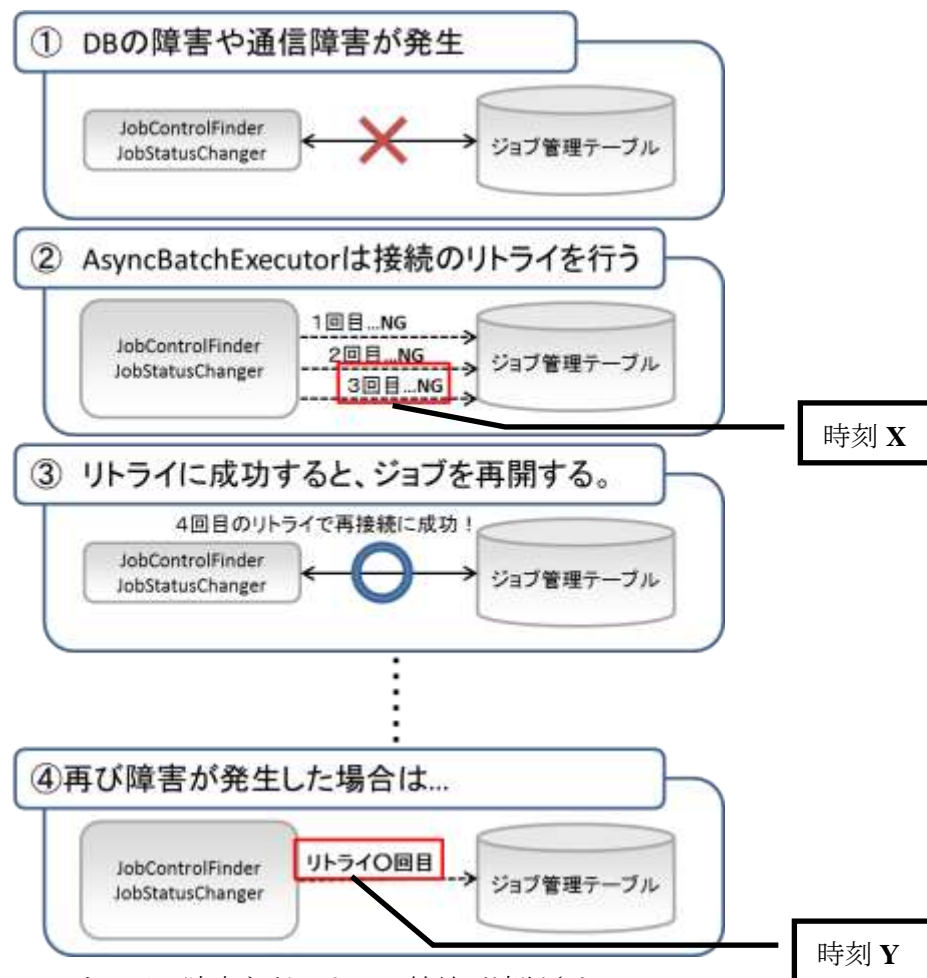 ① DBの障害や通信障害が発生
JobControlFinder
JobStatusChanger
ジョブ管理テーブル
② AsyncBatchExecutorは接続のリトライを行う
JobControlFinder
JobStatusChanger
1回目...NG
2回目...NG
3回目...NG
ジョブ管理テーブル
時刻 X
③ リトライに成功すると、ジョブを再開する。
4回目のリトライで再接続に成功!
JobControlFinder
JobStatusChanger
ジョブ管理テーブル
④再び障害が発生した場合は...
JobControlFinder
JobStatusChanger
リトライ〇回目
ジョブ管理テーブル
時刻 Y